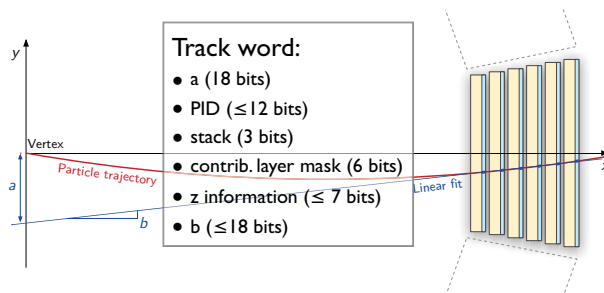 y
Track word:
• a (18 bits)
• PID (≤12 bits)
• stack (3 bits)
• contrib. layer mask (6 bits)
• z information (≤ 7 bits)
• b (≤18 bits)
Vertex
Particle trajectory
Linear fit
x
a
b